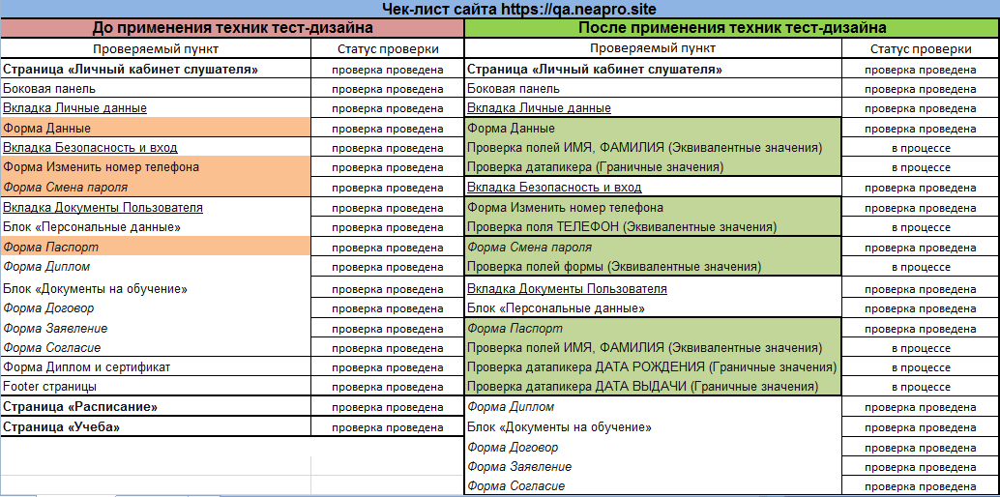 Чек-лист сайта https://qa.neapro.site
До применения техник тест-дизайна После применения техник тест-дизайна
Проверяемый пункт Статус проверки Проверяемый пункт Статус проверки
Страница «Личный кабинет слушателя» проверка проведена Страница «Личный кабинет слушателя» проверка проведена
Боковая панель проверка проведена Боковая панель проверка проведена
Вкладка Личные данные проверка проведена Вкладка Личные данные проверка проведена
Форма Данные проверка проведена Форма Данные проверка проведена
Вкладка Безопасность и вход проверка проведена Проверка полей ИМЯ, ФАМИЛИЯ (Эквивалентные значения) в процессе
Форма Изменить номер телефона проверка проведена Проверка датапикера (Граничные значения) в процессе
Форма Смена пароля проверка проведена Вкладка Безопасность и вход проверка проведена
Вкладка Документы Пользователя проверка проведена Форма Изменить номер телефона проверка проведена
Блок «Персональные данные» проверка проведена Проверка поля ТЕЛЕФОН (Эквивалентные значения) в процессе
Форма Паспорт проверка проведена Форма Смена пароля проверка проведена
Форма Диплом проверка проведена Проверка полей формы (Эквивалентные значения) в процессе
Блок «Документы на обучение» проверка проведена Вкладка Документы Пользователя проверка проведена
Форма Договор проверка проведена Блок «Персональные данные» проверка проведена
Форма Заявление проверка проведена Форма Паспорт проверка проведена
Форма Согласие проверка проведена Проверка полей ИМЯ, ФАМИЛИЯ (Эквивалентные значения) в процессе
Форма Диплом и сертификат проверка проведена Проверка датапикера ДАТА РОЖДЕНИЯ (Граничные значения) в процессе
Footer страницы проверка проведена Проверка датапикера ДАТА ВЫДАЧИ (Граничные значения) в процессе
Страница «Расписание» проверка проведена Форма Диплом проверка проведена
Страница «Учеба» проверка проведена Блок «Документы на обучение» проверка проведена
Форма Договор проверка проведена
Форма Заявление проверка проведена
Форма Согласие проверка проведена